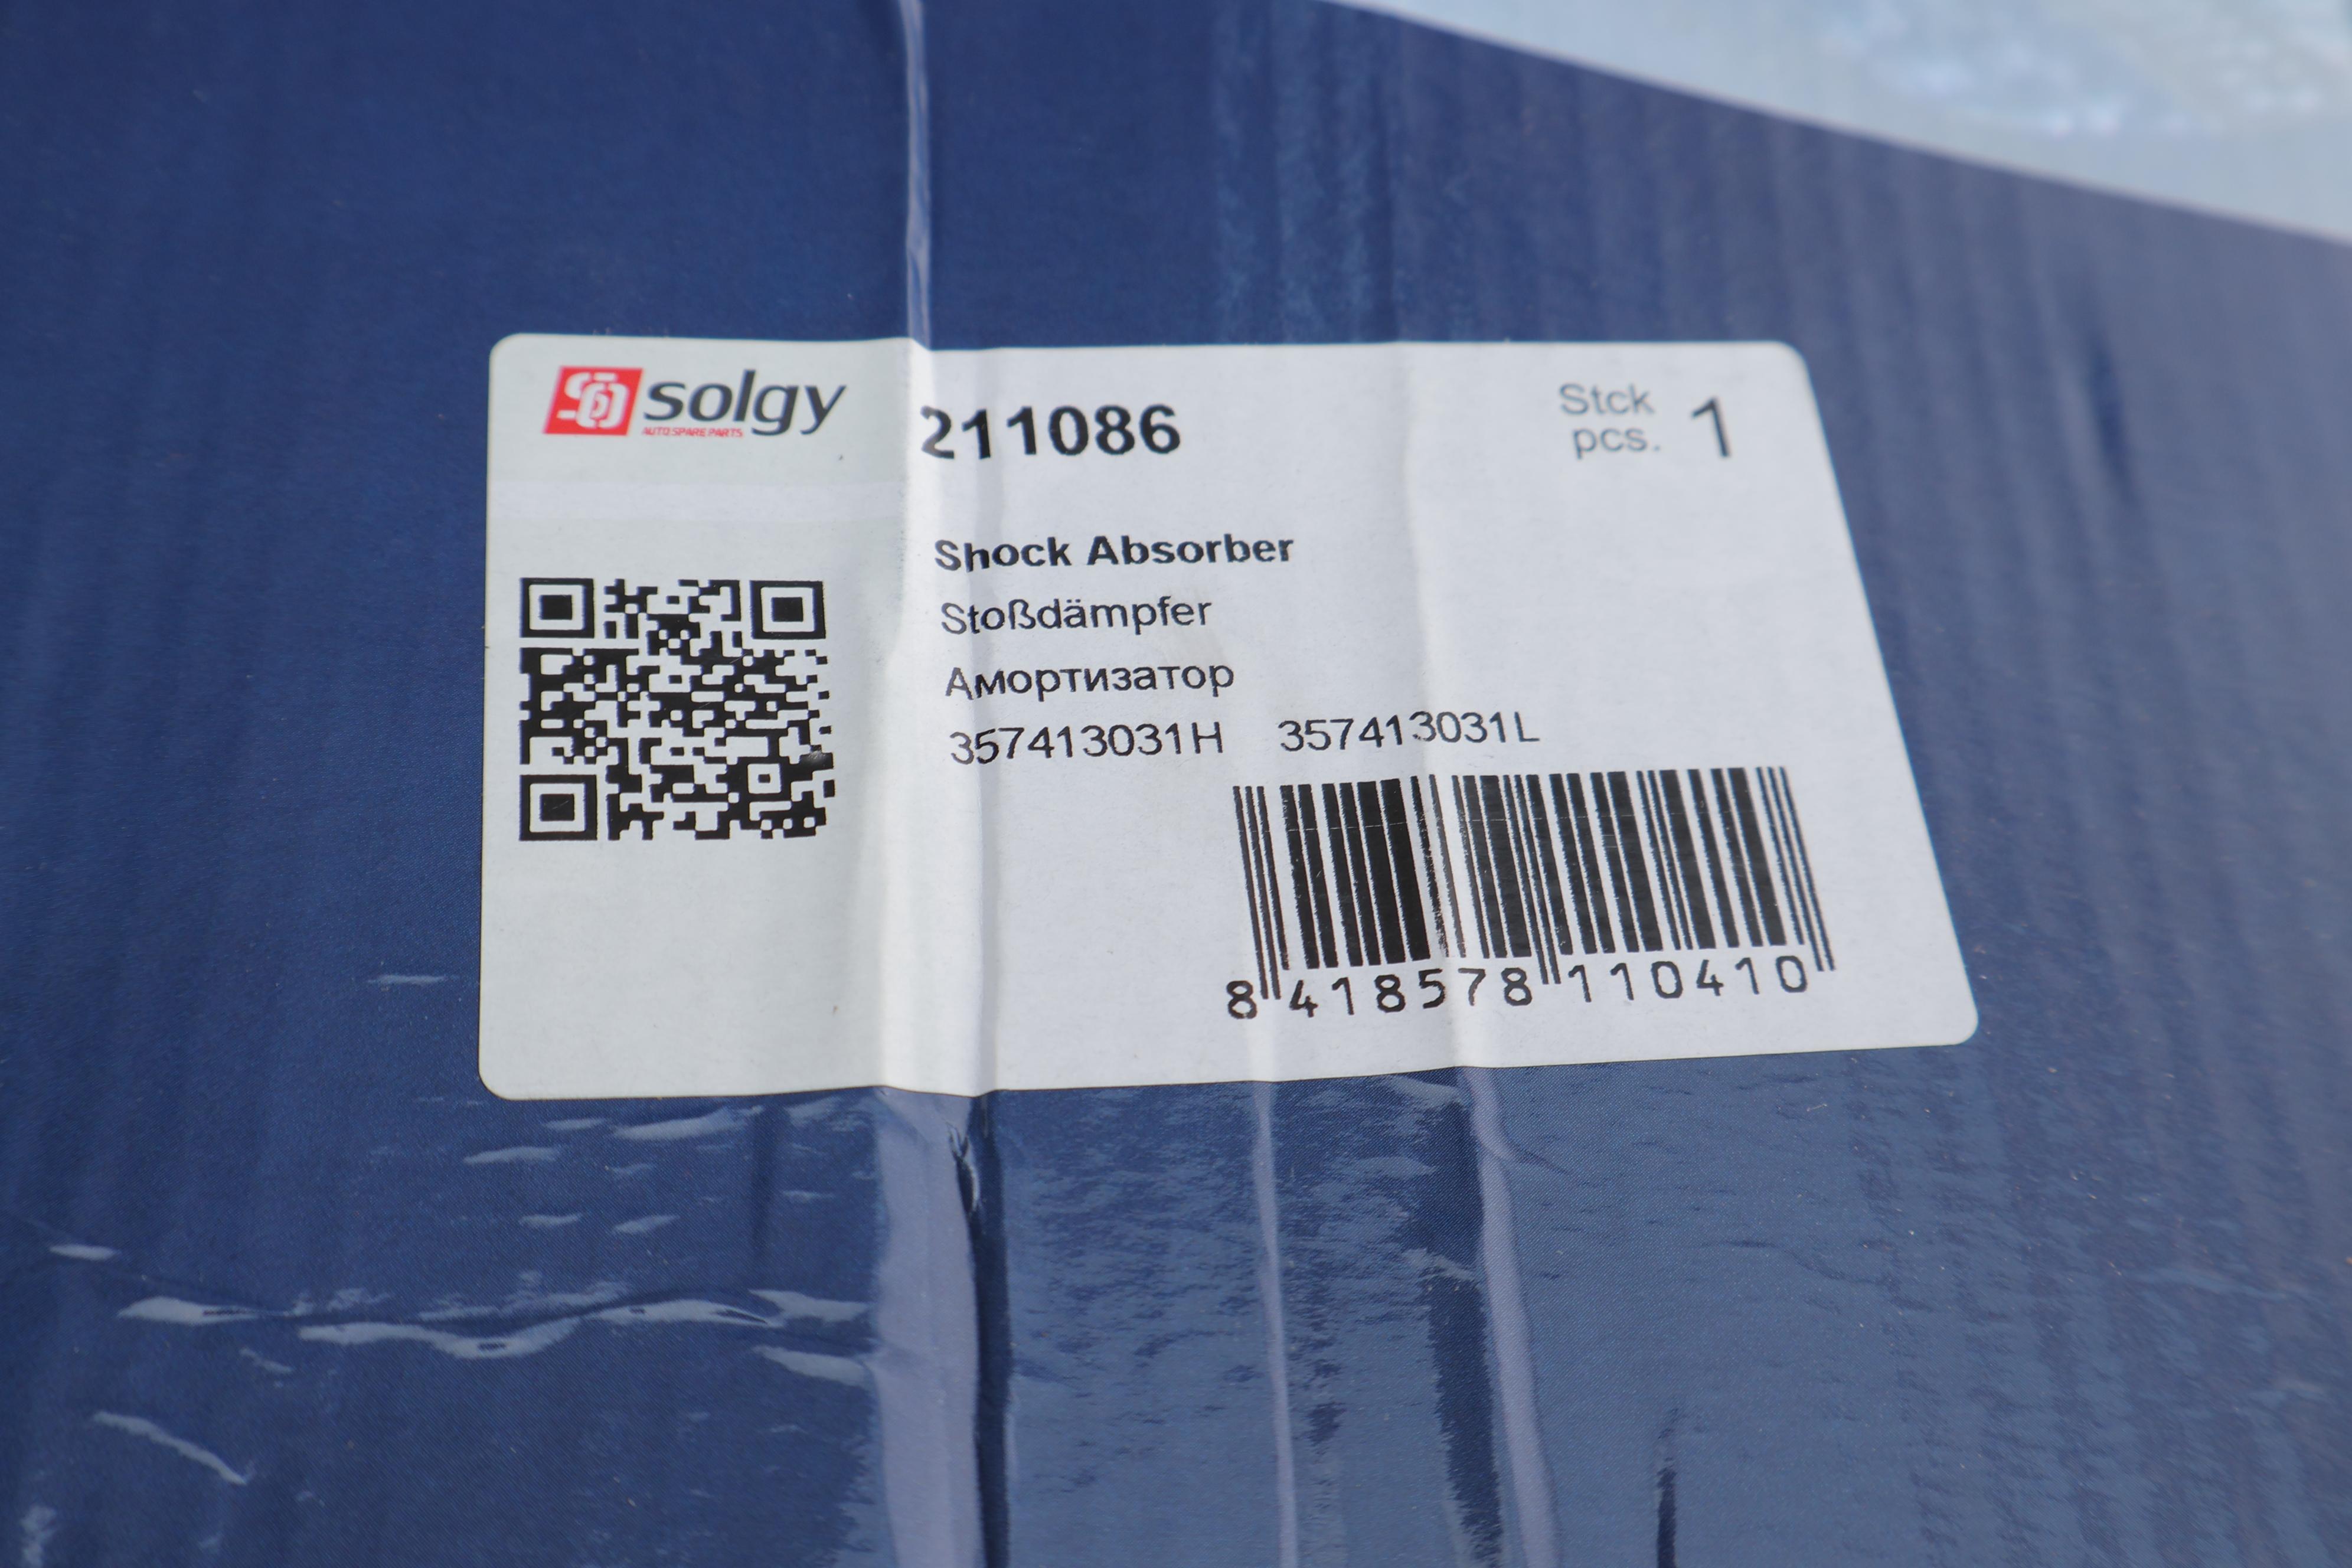 solgy
AUTO SPARE PARTS
211086
Stck
pcs. 1
Shock Absorber
Stoßdämpfer
Амортизатор
357413031H 357413031L
8 418578 110410